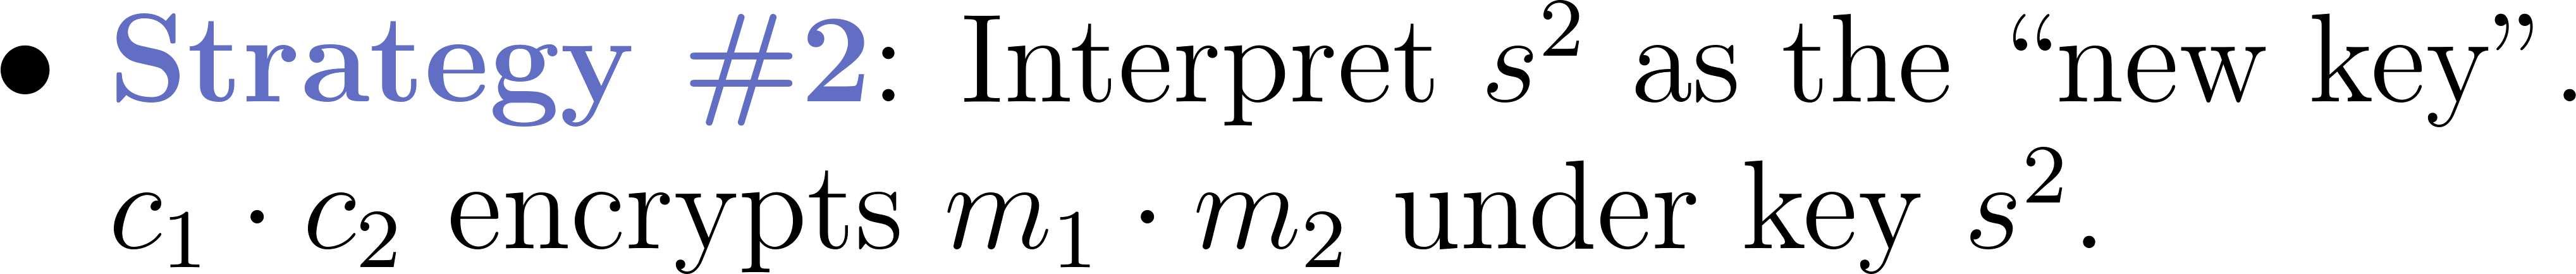 • Strategy #2: Interpret s² as the “new key”.
c₁ · c₂ encrypts m₁ · m₂ under key s².